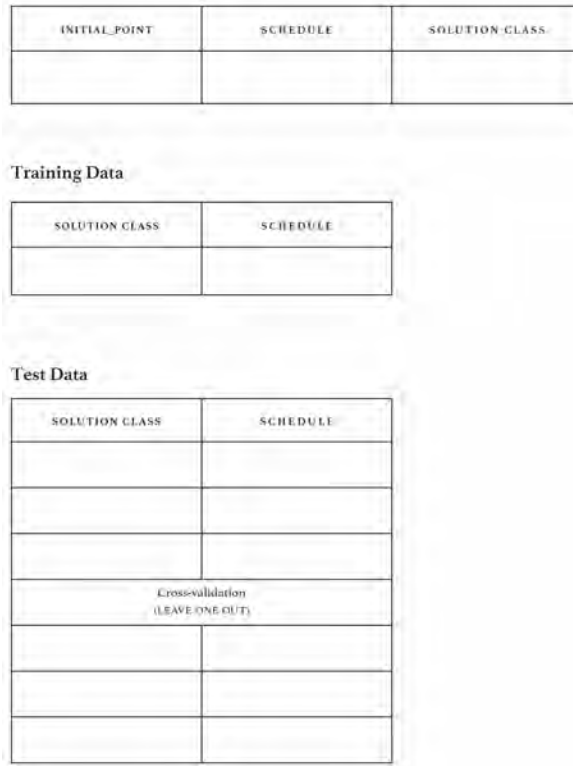 INITIAL_POINT SCHEDULE SOLUTION CLASS
Training Data
SOLUTION CLASS SCHEDULE
Test Data
SOLUTION CLASS SCHEDULE
Cross-validation
(LEAVE ONE OUT)